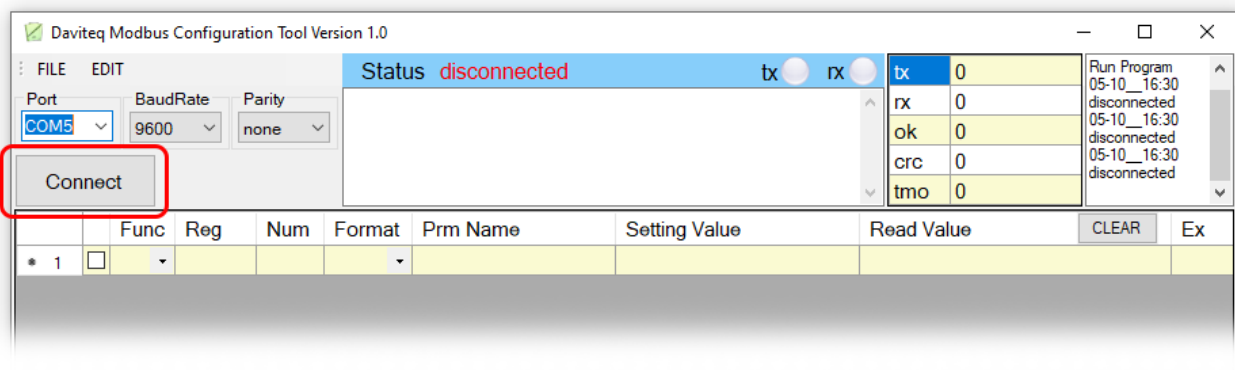 Daviteq Modbus Configuration Tool Version 1.0
FILE EDIT
Status disconnected tx rx
Port BaudRate Parity
COM5 9600 none
Connect
tx 0
rx 0
ok 0
crc 0
tmo 0
Run Program
05-10__16:30
disconnected
05-10__16:30
disconnected
05-10__16:30
disconnected
Func Reg Num Format Prm Name Setting Value Read Value CLEAR Ex
* 1